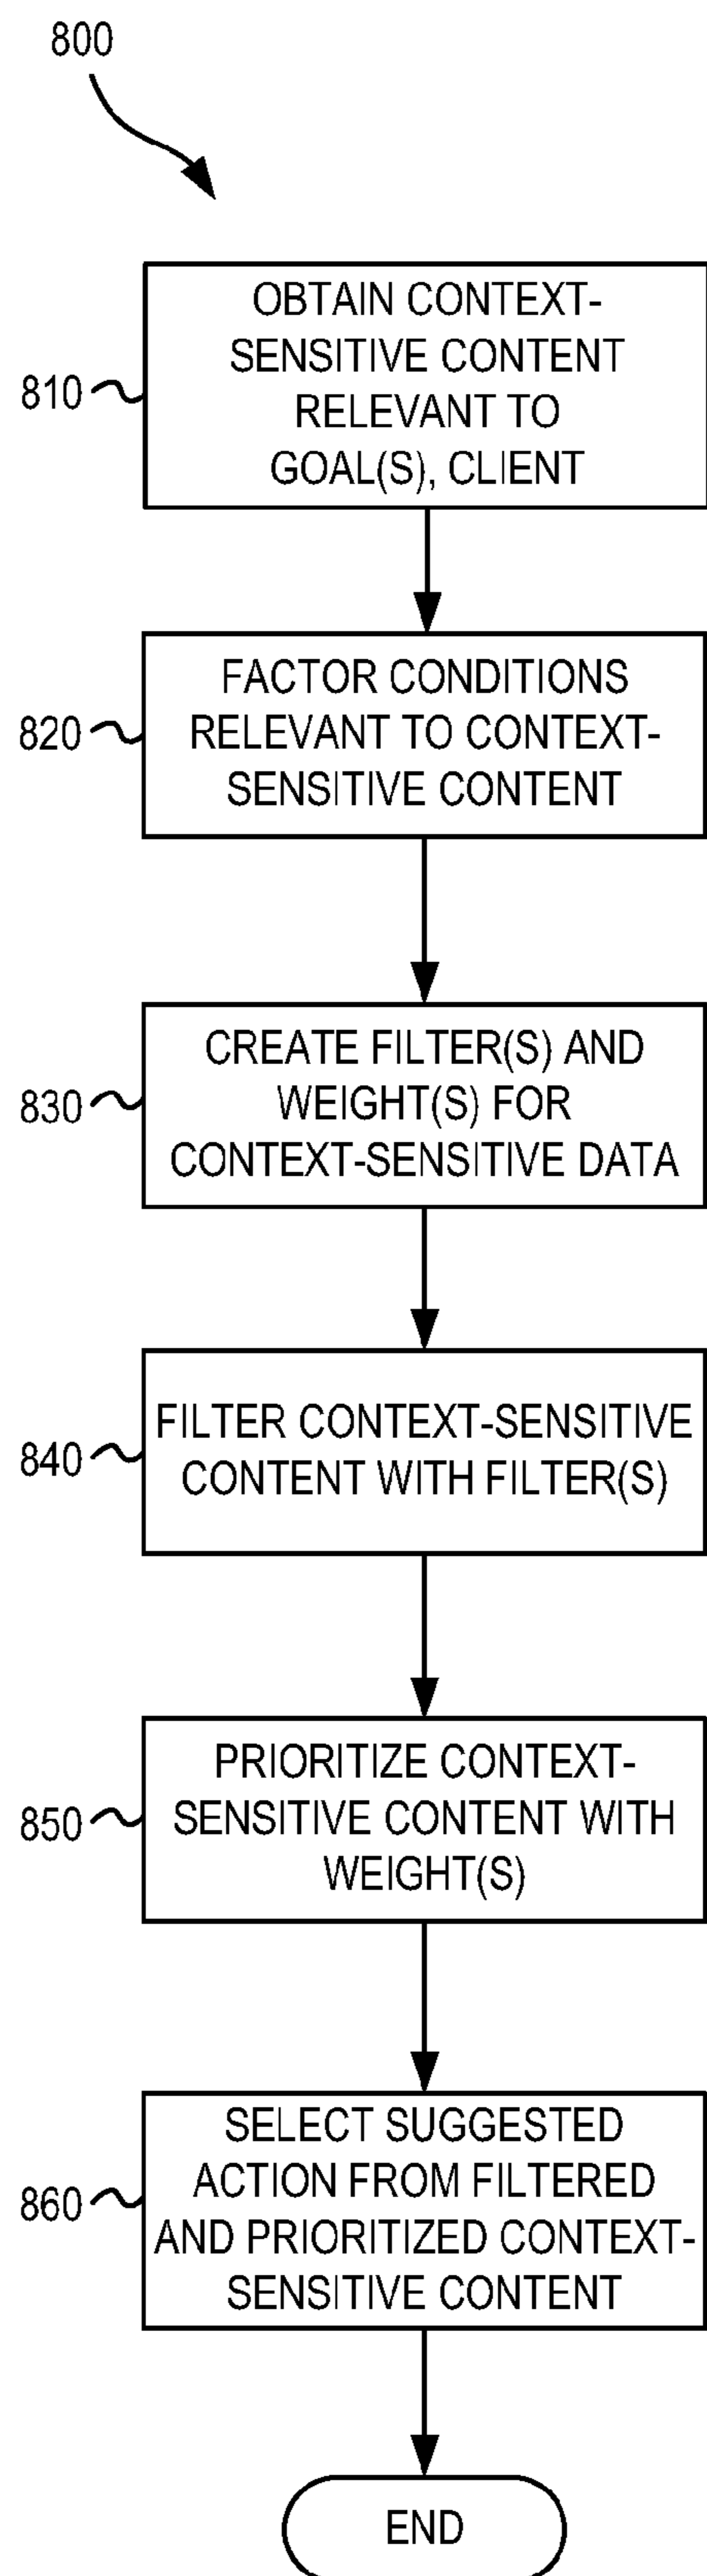 800
OBTAIN CONTEXT-
SENSITIVE CONTENT
RELEVANT TO
GOAL(S), CLIENT
810
FACTOR CONDITIONS
RELEVANT TO CONTEXT-
SENSITIVE CONTENT
820
CREATE FILTER(S) AND
WEIGHT(S) FOR
CONTEXT-SENSITIVE DATA
830
FILTER CONTEXT-SENSITIVE
CONTENT WITH FILTER(S)
840
PRIORITIZE CONTEXT-
SENSITIVE CONTENT WITH
WEIGHT(S)
850
SELECT SUGGESTED
ACTION FROM FILTERED
AND PRIORITIZED CONTEXT-
SENSITIVE CONTENT
860
END